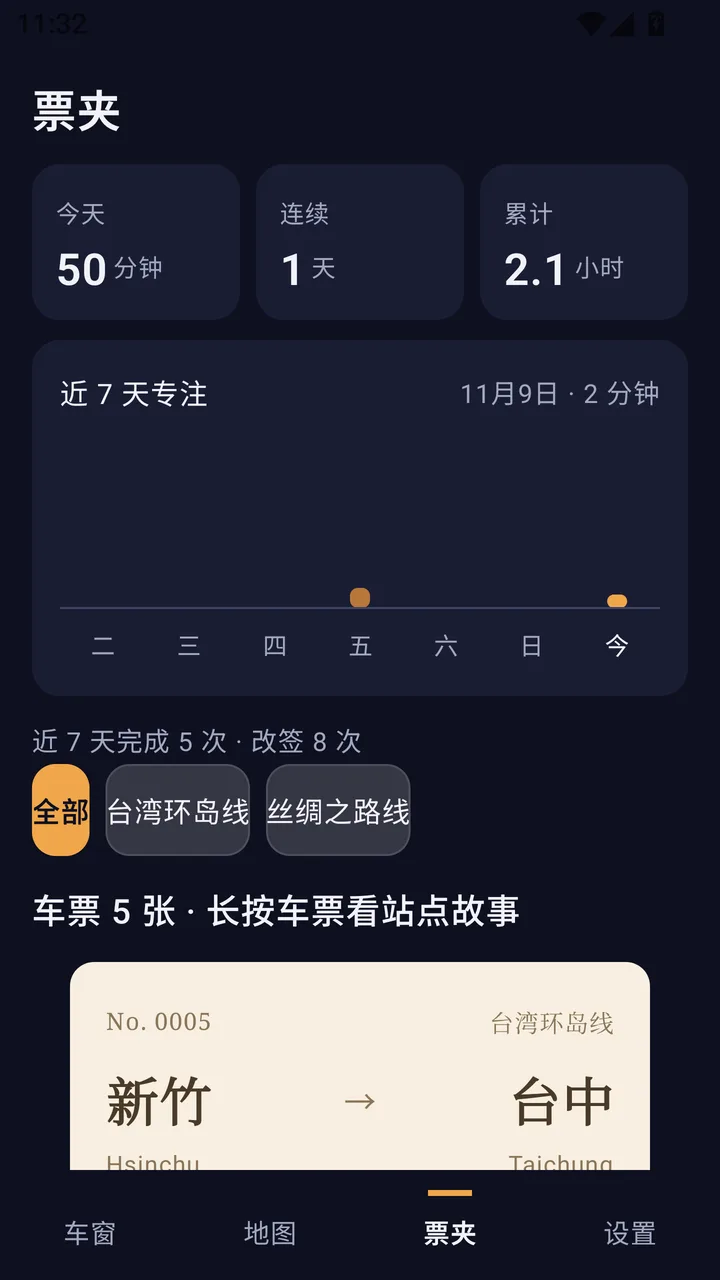 11:32
票夹
今天 连续 累计
50 分钟 1 天 2.1 小时
近 7 天专注 11月9日 · 2 分钟
二 三 四 五 六 日 今
近 7 天完成 5 次 · 改签 8 次
全部 台湾环岛线 丝绸之路线
车票 5 张 · 长按车票看站点故事
No. 0005 台湾环岛线
新竹 → 台中
Hsinchu Taichung
车窗 地图 票夹 设置